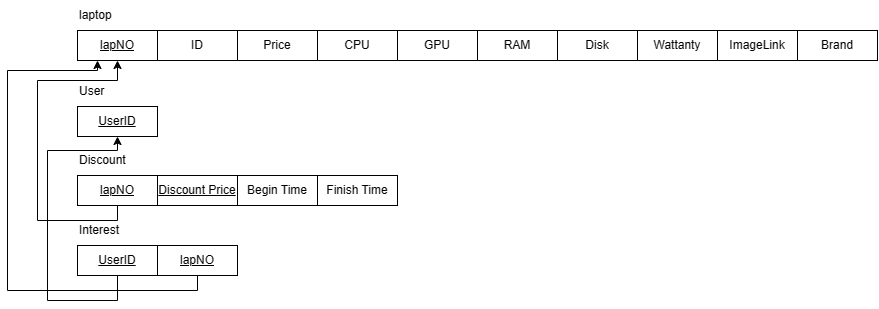 laptop
lapNO ID Price CPU GPU RAM Disk Wattanty ImageLink Brand
User
UserID
Discount
lapNO Discount Price Begin Time Finish Time
Interest
UserID lapNO